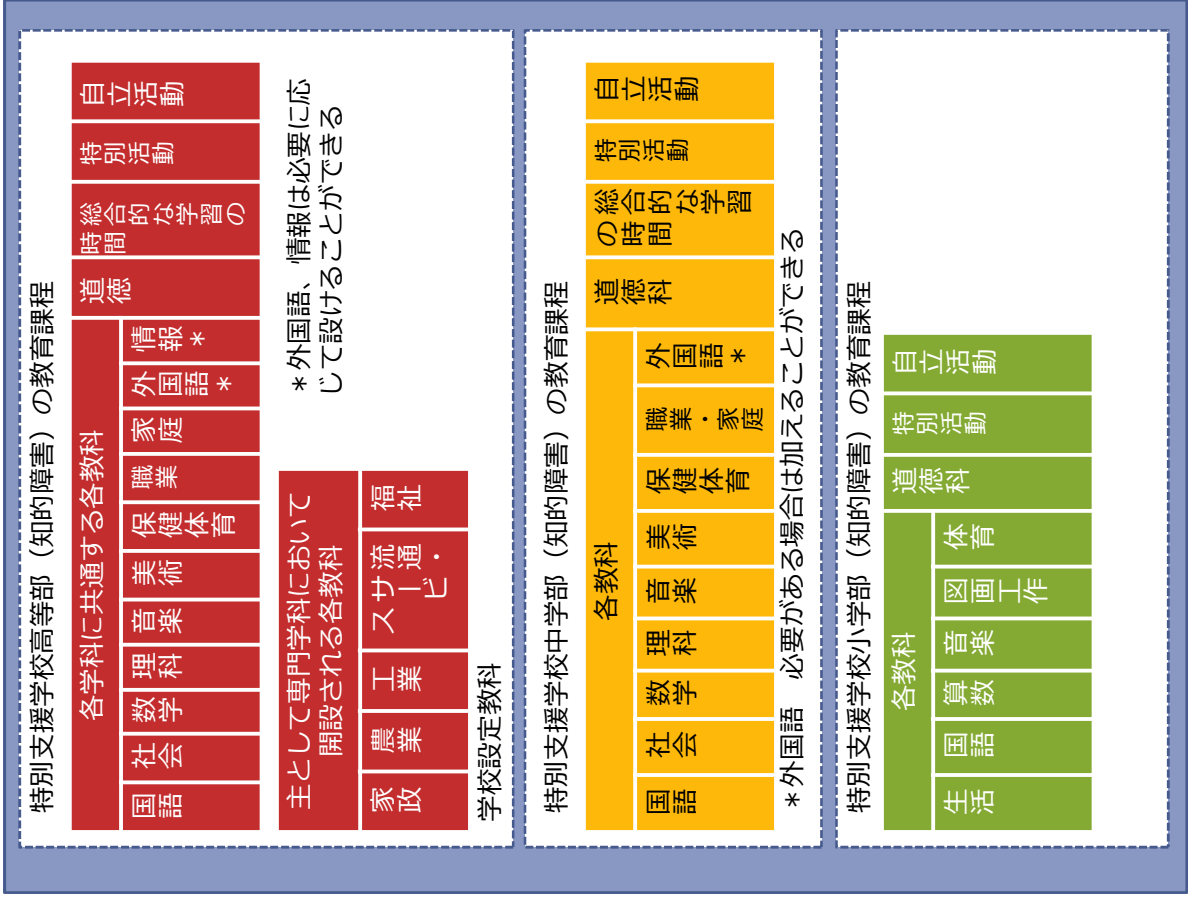 特別支援学校高等部（知的障害）の教育課程
各学科に共通する各教科
国語
社会
数学
理科
音楽
美術
保健体育
職業
家庭
外国語＊
情報＊
道徳
総合的な学習の
時間
特別活動
自立活動
主として専門学科において
開設される各教科
家政
農業
工業
流通・
サービ
ス
福祉
＊外国語、情報は必要に応
じて設けることができる
学校設定教科
特別支援学校中学部（知的障害）の教育課程
各教科
国語
社会
数学
理科
音楽
美術
保健体育
職業・家庭
外国語＊
道徳科
総合的な学習
の時間
特別活動
自立活動
＊外国語　必要がある場合は加えることができる
特別支援学校小学部（知的障害）の教育課程
各教科
生活
国語
算数
音楽
図画工作
体育
道徳科
特別活動
自立活動